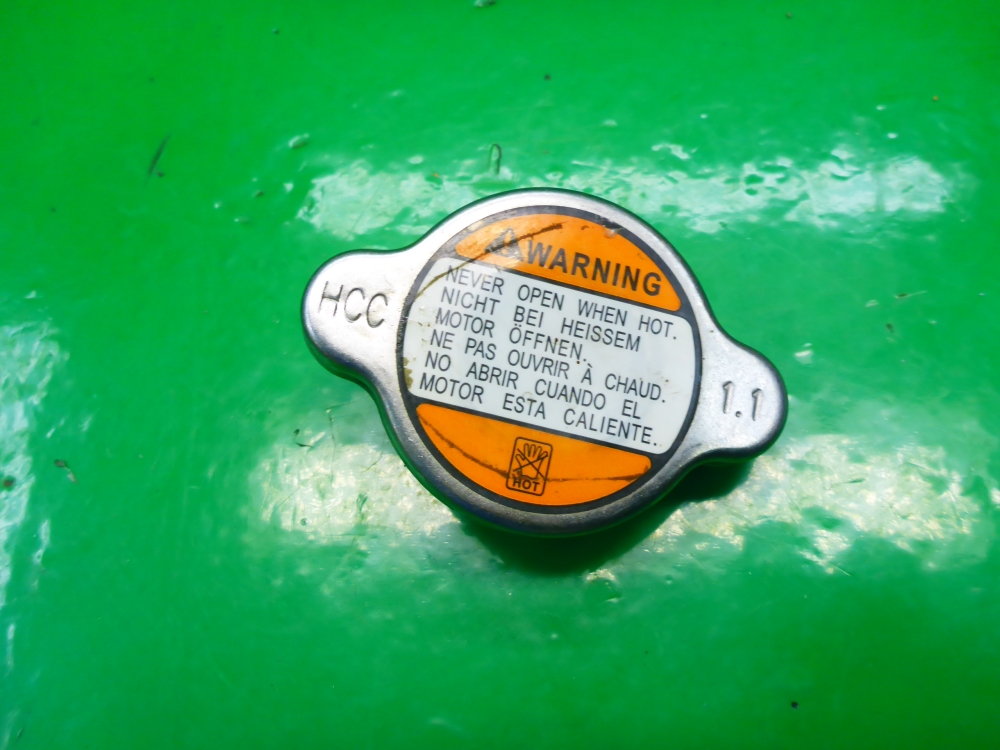 WARNING
HCC
NEVER OPEN WHEN HOT.
NICHT BEI HEISSEM
MOTOR ÖFFNEN.
NE PAS OUVRIR À CHAUD.
NO ABRIR CUANDO EL
MOTOR ESTA CALIENTE.
1.1
HOT